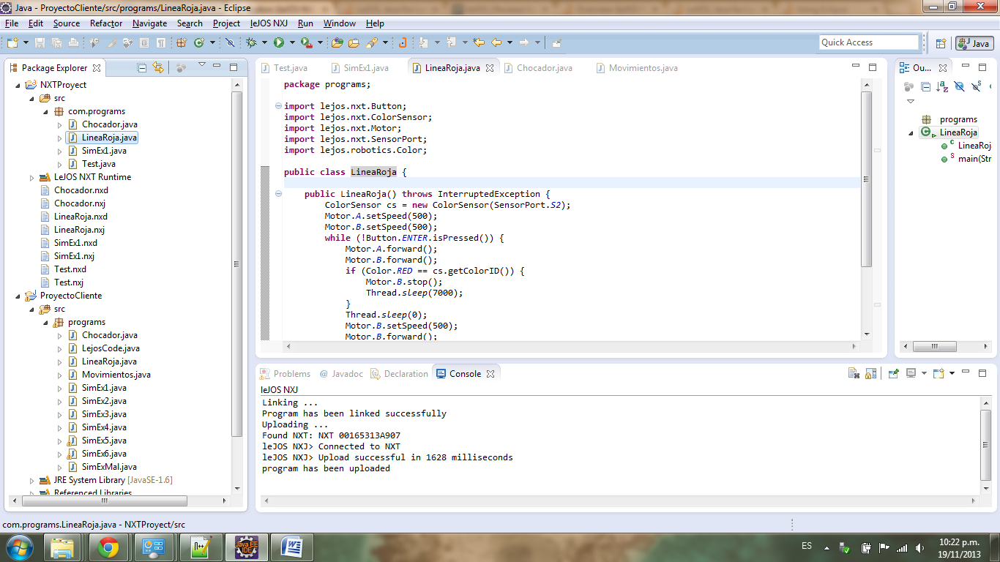 Java - ProyectoCliente/src/programs/LineaRoja.java - Eclipse
File Edit Source Refactor Navigate Search Project leJOS NXJ Run Window Help
Quick Access
Java
Package Explorer
NXTProyect
src
com.programs
Chocador.java
LineaRoja.java
SimEx1.java
Test.java
LeJOS NXT Runtime
Chocador.nxd
Chocador.nxj
LineaRoja.nxd
LineaRoja.nxj
SimEx1.nxd
SimEx1.nxj
Test.nxd
Test.nxj
ProyectoCliente
src
programs
Chocador.java
LejosCode.java
LineaRoja.java
Movimientos.java
SimEx1.java
SimEx2.java
SimEx3.java
SimEx4.java
SimEx5.java
SimEx6.java
SimExMal.java
JRE System Library [JavaSE-1.6]
Referenced Libraries
Test.java SimEx1.java LineaRoja.java Chocador.java Movimientos.java
package programs;
import lejos.nxt.Button;
import lejos.nxt.ColorSensor;
import lejos.nxt.Motor;
import lejos.nxt.SensorPort;
import lejos.robotics.Color;
public class LineaRoja {
public LineaRoja() throws InterruptedException {
ColorSensor cs = new ColorSensor(SensorPort.S2);
Motor.A.setSpeed(500);
Motor.B.setSpeed(500);
while (!Button.ENTER.isPressed()) {
Motor.A.forward();
Motor.B.forward();
if (Color.RED == cs.getColorID()) {
Motor.B.stop();
Thread.sleep(7000);
}
Thread.sleep(0);
Motor.B.setSpeed(500);
Motor.B.forward();
Ou...
programs
LineaRoja
LineaRoj
main(Str
Problems @ Javadoc Declaration Console
leJOS NXJ
Linking ...
Program has been linked successfully
Uploading ...
Found NXT: NXT 00165313A907
leJOS NXJ> Connected to NXT
leJOS NXJ> Upload successful in 1628 milliseconds
program has been uploaded
com.programs.LineaRoja.java - NXTProyect/src
Java EE
IDE
ES
10:22 p.m.
19/11/2013